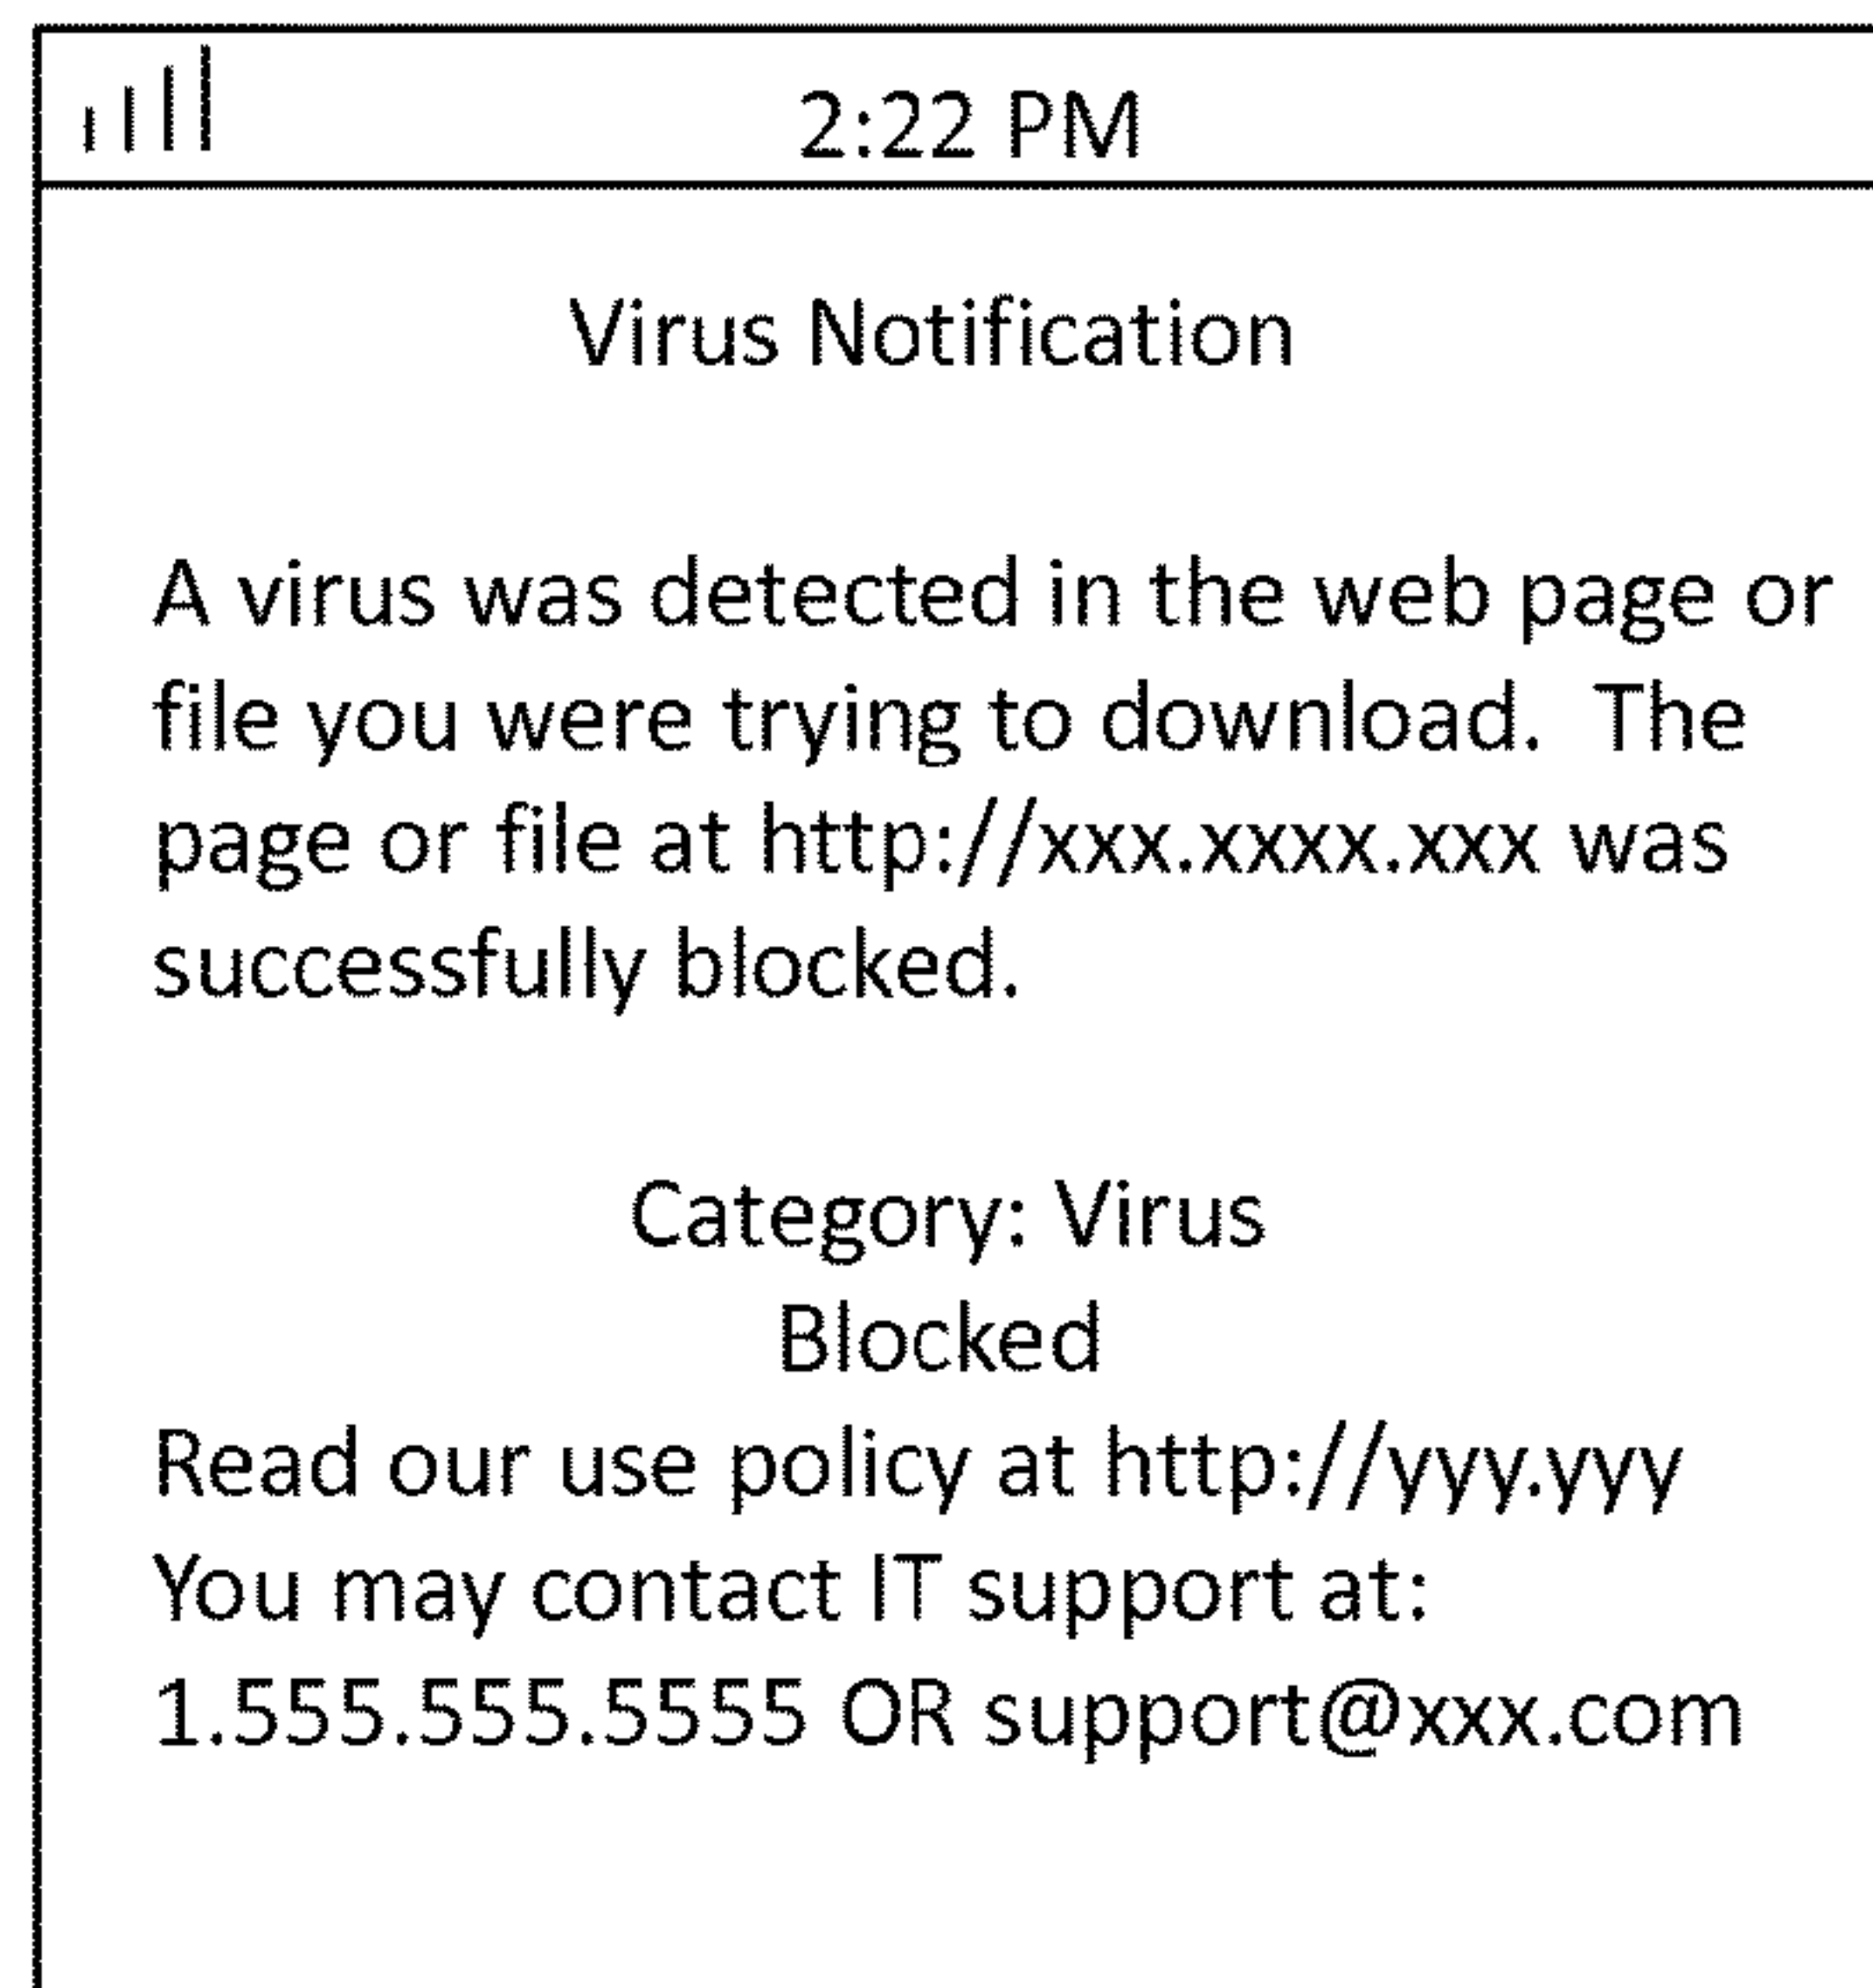 2:22 PM
Virus Notification
A virus was detected in the web page or
file you were trying to download.  The
page or file at http://xxx.xxxx.xxx was
successfully blocked.
Category: Virus
Blocked
Read our use policy at http://yyy.yyy
You may contact IT support at:
1.555.555.5555 OR support@xxx.com